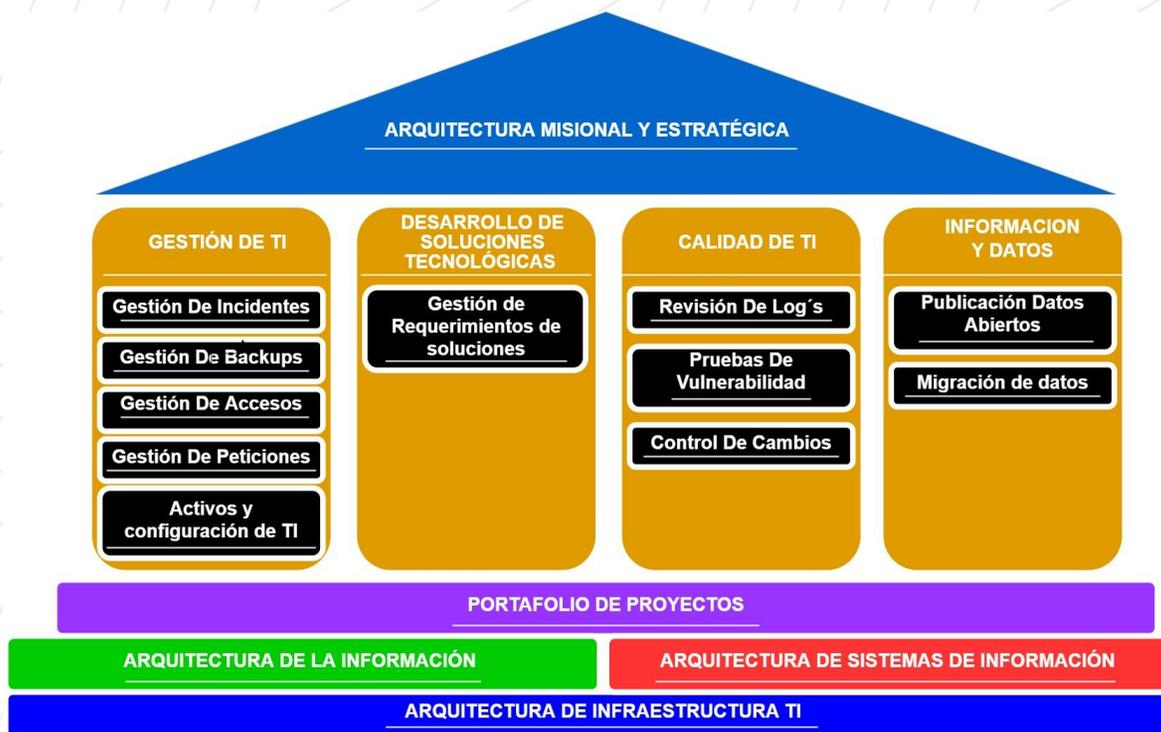 ARQUITECTURA MISIONAL Y ESTRATÉGICA
GESTIÓN DE TI
Gestión De Incidentes
Gestión De Backups
Gestión De Accesos
Gestión De Peticiones
Activos y
configuración de TI
DESARROLLO DE
SOLUCIONES
TECNOLÓGICAS
Gestión de
Requerimientos de
soluciones
CALIDAD DE TI
Revisión De Log´s
Pruebas De
Vulnerabilidad
Control De Cambios
INFORMACION
Y DATOS
Publicación Datos
Abiertos
Migración de datos
PORTAFOLIO DE PROYECTOS
ARQUITECTURA DE LA INFORMACIÓN
ARQUITECTURA DE SISTEMAS DE INFORMACIÓN
ARQUITECTURA DE INFRAESTRUCTURA TI